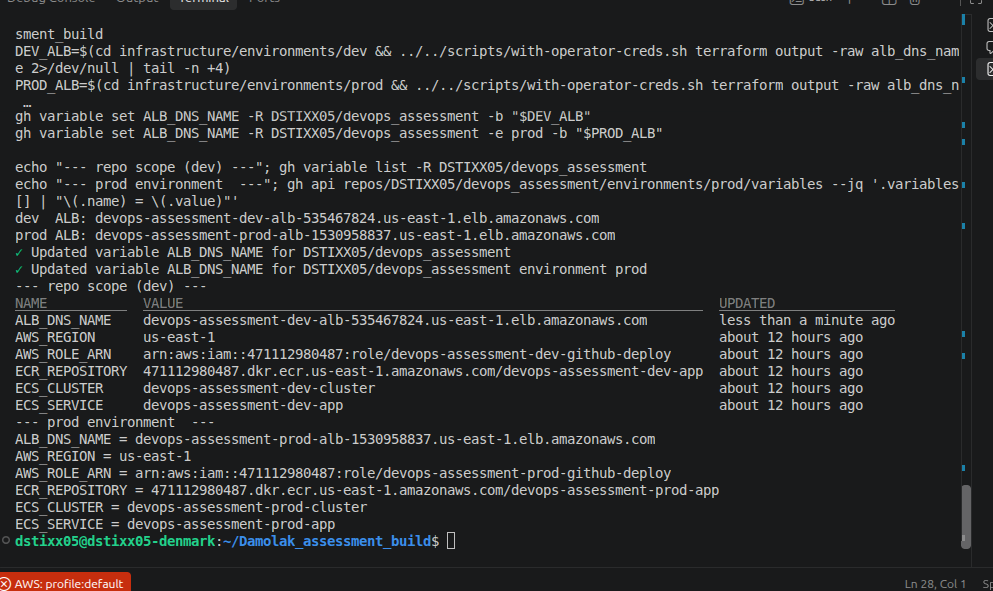 Debug Console Output Terminal Ports
sment_build
DEV_ALB=$(cd infrastructure/environments/dev && ../../scripts/with-operator-creds.sh terraform output -raw alb_dns_nam
e 2>/dev/null | tail -n +4)
PROD_ALB=$(cd infrastructure/environments/prod && ../../scripts/with-operator-creds.sh terraform output -raw alb_dns_n
…
gh variable set ALB_DNS_NAME -R DSTIXX05/devops_assessment -b "$DEV_ALB"
gh variable set ALB_DNS_NAME -R DSTIXX05/devops_assessment -e prod -b "$PROD_ALB"
echo "--- repo scope (dev) ---"; gh variable list -R DSTIXX05/devops_assessment
echo "--- prod environment  ---"; gh api repos/DSTIXX05/devops_assessment/environments/prod/variables --jq '.variables
[] | "\(.name) = \(.value)"'
dev  ALB: devops-assessment-dev-alb-535467824.us-east-1.elb.amazonaws.com
prod ALB: devops-assessment-prod-alb-1530958837.us-east-1.elb.amazonaws.com
✓ Updated variable ALB_DNS_NAME for DSTIXX05/devops_assessment
✓ Updated variable ALB_DNS_NAME for DSTIXX05/devops_assessment environment prod
--- repo scope (dev) ---
NAME VALUE UPDATED
ALB_DNS_NAME devops-assessment-dev-alb-535467824.us-east-1.elb.amazonaws.com less than a minute ago
AWS_REGION us-east-1 about 12 hours ago
AWS_ROLE_ARN arn:aws:iam::471112980487:role/devops-assessment-dev-github-deploy about 12 hours ago
ECR_REPOSITORY 471112980487.dkr.ecr.us-east-1.amazonaws.com/devops-assessment-dev-app about 12 hours ago
ECS_CLUSTER devops-assessment-dev-cluster about 12 hours ago
ECS_SERVICE devops-assessment-dev-app about 12 hours ago
--- prod environment  ---
ALB_DNS_NAME = devops-assessment-prod-alb-1530958837.us-east-1.elb.amazonaws.com
AWS_REGION = us-east-1
AWS_ROLE_ARN = arn:aws:iam::471112980487:role/devops-assessment-prod-github-deploy
ECR_REPOSITORY = 471112980487.dkr.ecr.us-east-1.amazonaws.com/devops-assessment-prod-app
ECS_CLUSTER = devops-assessment-prod-cluster
ECS_SERVICE = devops-assessment-prod-app
dstixx05@dstixx05-denmark:~/Damolak_assessment_build$
AWS: profile:default Ln 28, Col 1 Sp